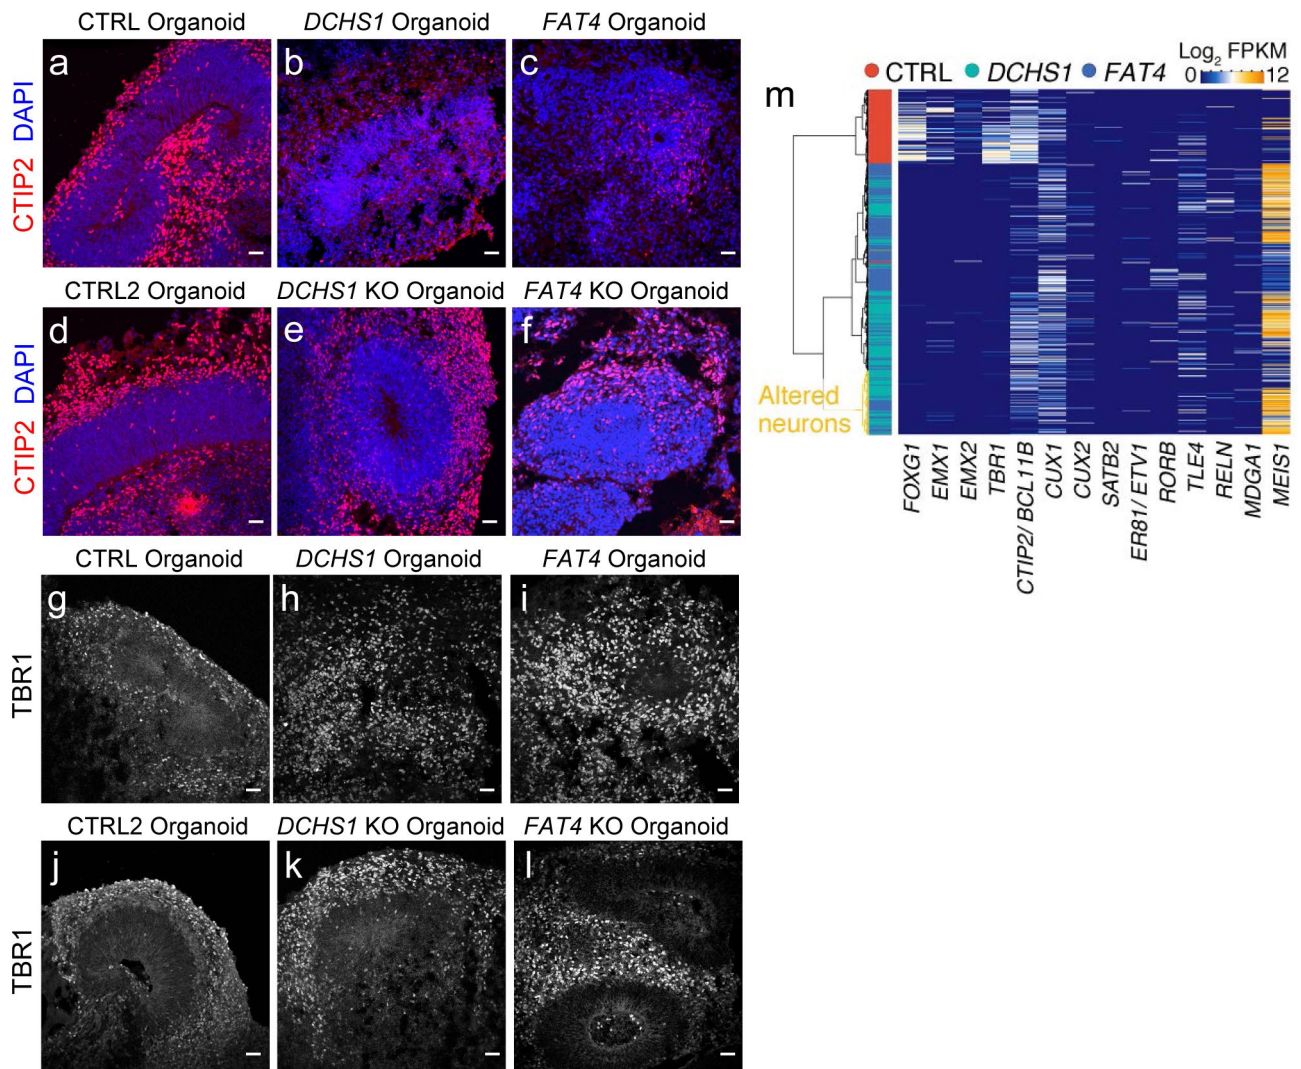 CTRL Organoid
DCHS1 Organoid
FAT4 Organoid
a
b
c
CTIP2 DAPI
CTRL2 Organoid
DCHS1 KO Organoid
FAT4 KO Organoid
d
e
f
CTIP2 DAPI
CTRL Organoid
DCHS1 Organoid
FAT4 Organoid
g
h
i
TBR1
CTRL2 Organoid
DCHS1 KO Organoid
FAT4 KO Organoid
j
k
l
TBR1
m
CTRL DCHS1 FAT4
Log2 FPKM
0 12
Altered
neurons
FOXG1
EMX1
EMX2
TBR1
CTIP2/ BCL11B
CUX1
CUX2
SATB2
ER81/ ETV1
RORB
TLE4
RELN
MDGA1
MEIS1